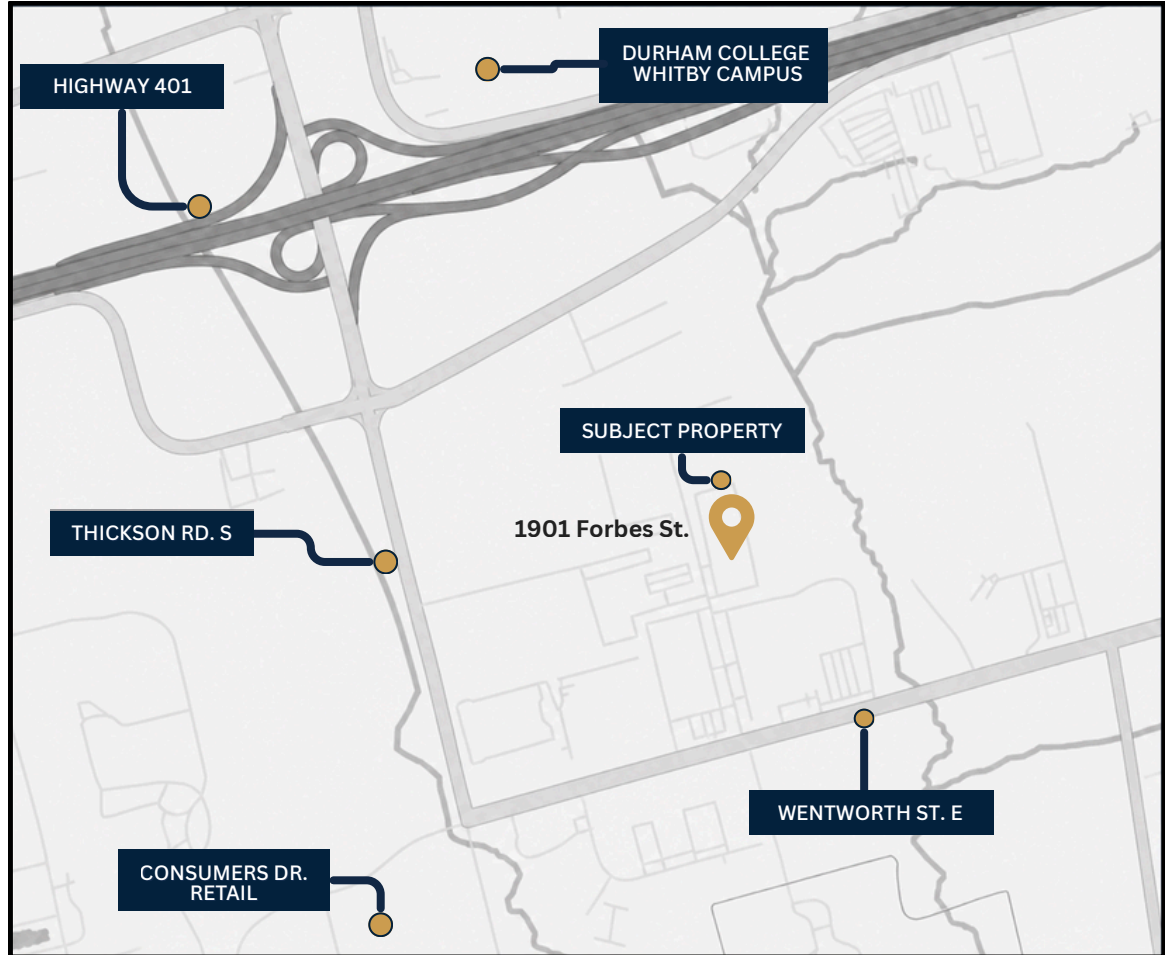 DURHAM COLLEGE
WHITBY CAMPUS
HIGHWAY 401
SUBJECT PROPERTY
1901 Forbes St.
THICKSON RD. S
WENTWORTH ST. E
CONSUMERS DR.
RETAIL